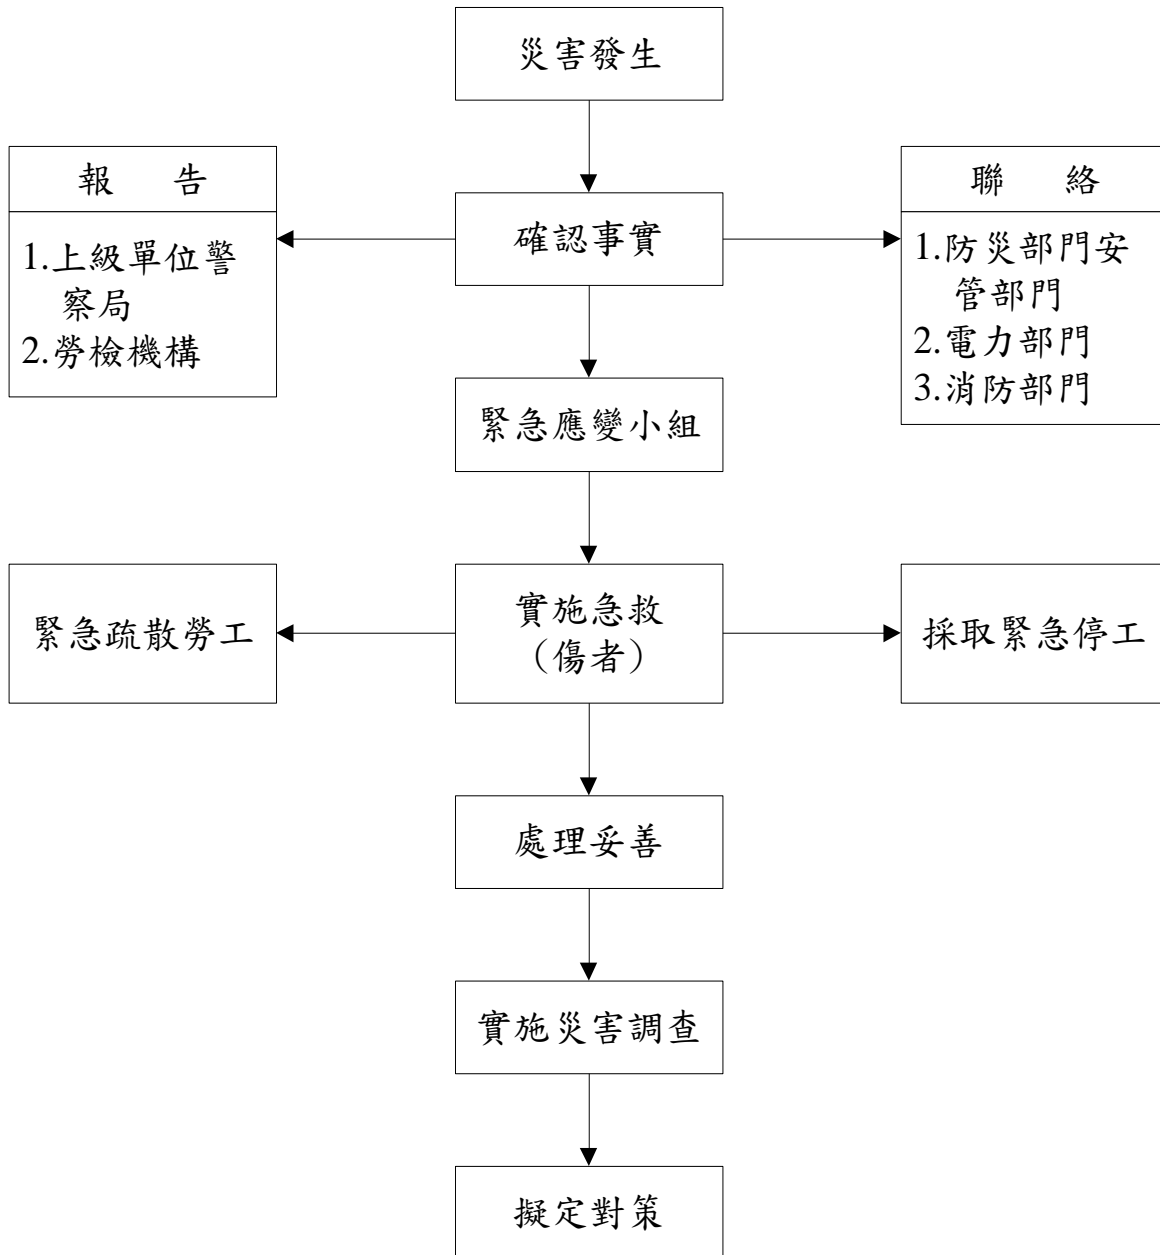 災害發生
報 告
1.上級單位警
察局
2.勞檢機構
確認事實
聯 絡
1.防災部門安
管部門
2.電力部門
3.消防部門
緊急應變小組
緊急疏散勞工
實施急救
（傷者）
採取緊急停工
處理妥善
實施災害調查
擬定對策